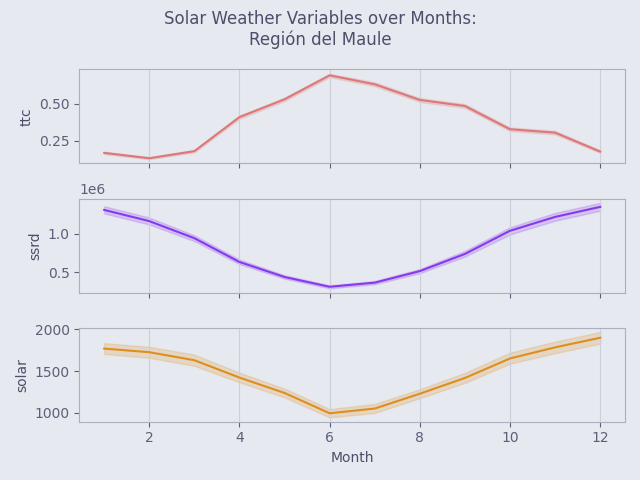 Solar Weather Variables over Months:
Región del Maule
0.50
0.25
ttc
1e6
1.0
0.5
ssrd
2000
1500
1000
solar
2 4 6 8 10 12
Month